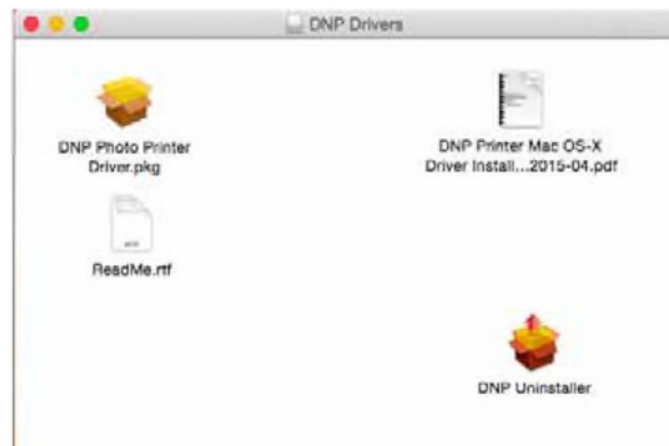 DNP Drivers
DNP Photo Printer
Driver.pkg
DNP Printer Mac OS-X
Driver Install...2015-04.pdf
ReadMe.rtf
DNP Uninstaller